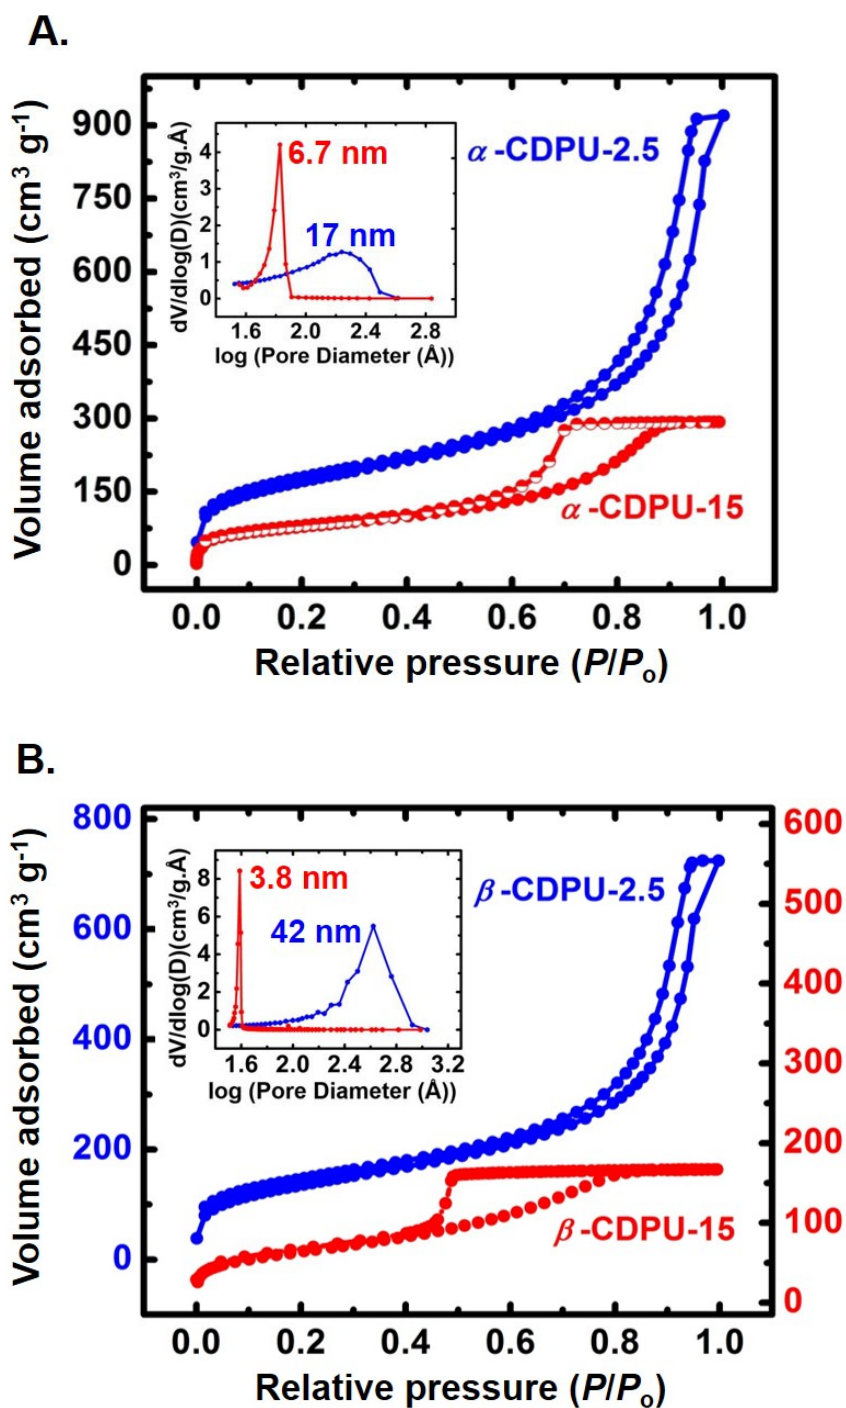 A.
Volume adsorbed (cm³ g⁻¹)
900
750
600
450
300
150
0
0.0 0.2 0.4 0.6 0.8 1.0
Relative pressure (P/Pₒ)
α-CDPU-2.5
α-CDPU-15
dV/dlog(D)(cm³/g.Å)
4
3
2
1
0
1.6 2.0 2.4 2.8
log (Pore Diameter (Å))
6.7 nm
17 nm
B.
Volume adsorbed (cm³ g⁻¹)
800
600
400
200
0
600
500
400
300
200
100
0
0.0 0.2 0.4 0.6 0.8 1.0
Relative pressure (P/Pₒ)
β-CDPU-2.5
β-CDPU-15
dV/dlog(D)(cm³/g.Å)
8
6
4
2
0
1.6 2.0 2.4 2.8 3.2
log (Pore Diameter (Å))
3.8 nm
42 nm